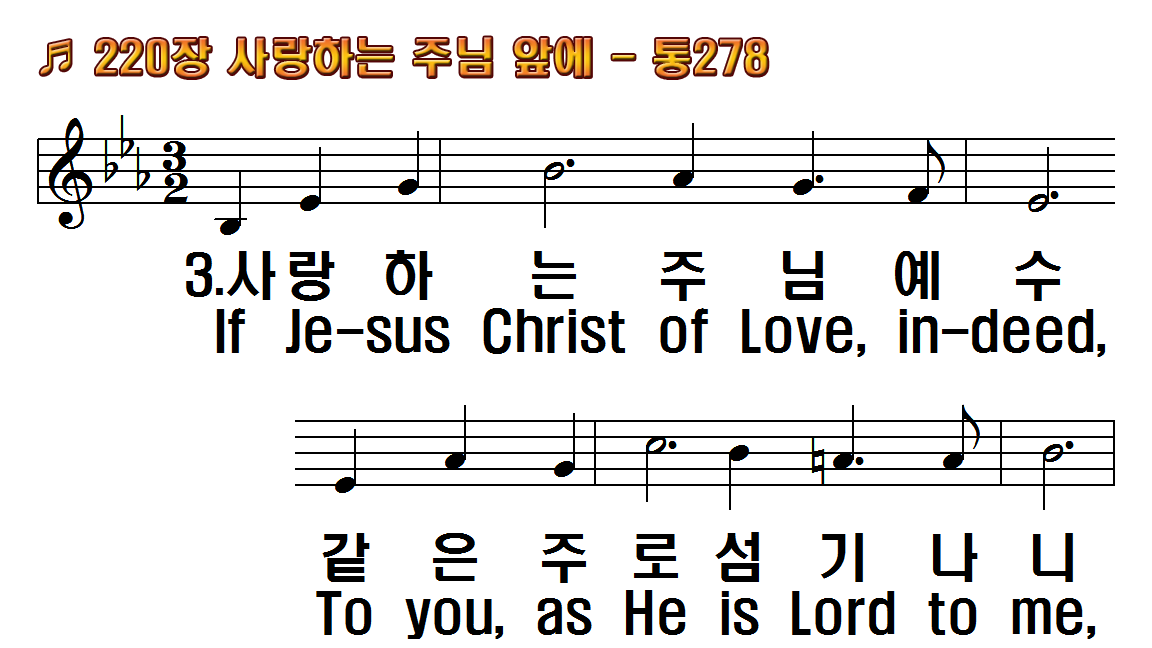 ♬ 220장 사랑하는 주님 앞에 - 통278
3.사랑 하 는 주 님 예 수
If Je-sus Christ of Love, in-deed,
같 은 주 로 섬 기 나 니
To you, as He is Lord to me,